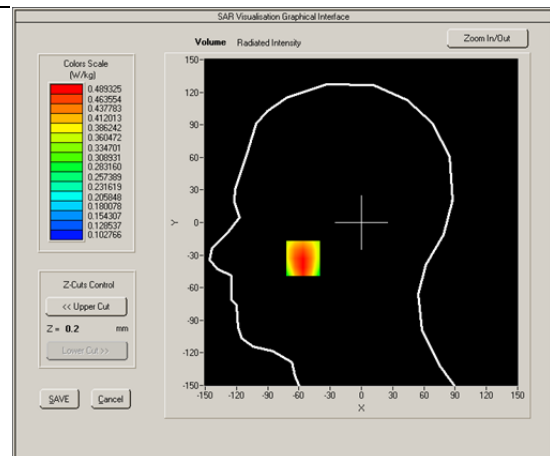 SAR Visualisation Graphical Interface
Volume Radiated Intensity
Zoom In/Out
Colors Scale
(W/kg)
0.489325
0.463554
0.437783
0.412013
0.386242
0.360472
0.334701
0.308931
0.283160
0.257389
0.231619
0.205848
0.180078
0.154307
0.128537
0.102766
Z-Cuts Control
<< Upper Cut
Z = 0.2 mm
Lower Cut >>
SAVE Cancel
150-
120-
90-
60-
30-
0-
-30-
-60-
-90-
-120-
-150-
Y
-150 -120 -90 -60 -30 0 30 60 90 120 150
X